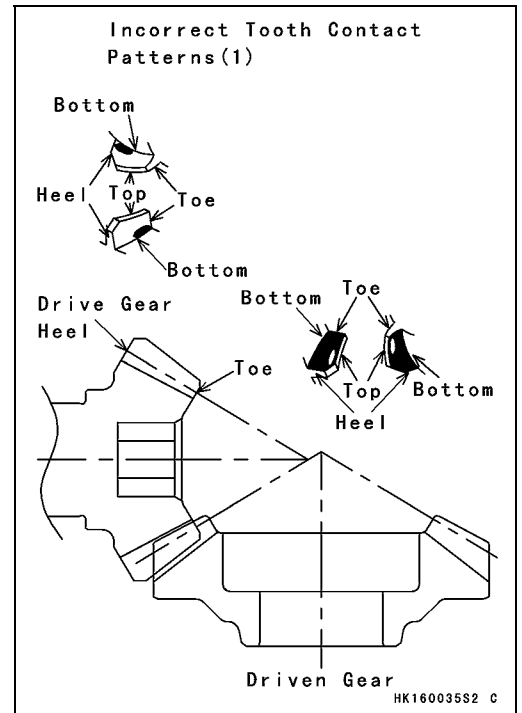 Incorrect Tooth Contact
Patterns(1)
Bottom
Heel
Top
Toe
Bottom
Drive Gear
Heel
Toe
Bottom
Toe
Top
Bottom
Heel
Driven Gear
HK160035S2 C